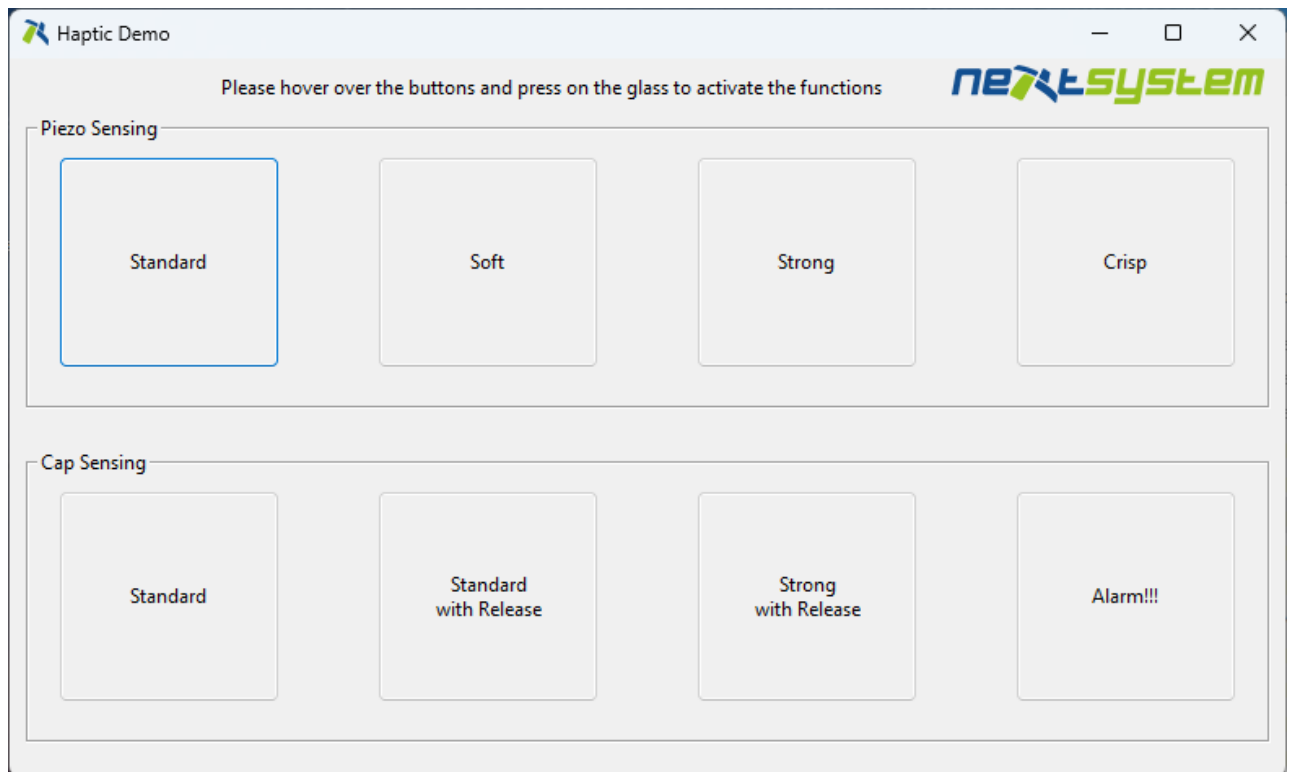 Haptic Demo
Please hover over the buttons and press on the glass to activate the functions
nextsystem
Piezo Sensing
Standard
Soft
Strong
Crisp
Cap Sensing
Standard
Standard
with Release
Strong
with Release
Alarm!!!